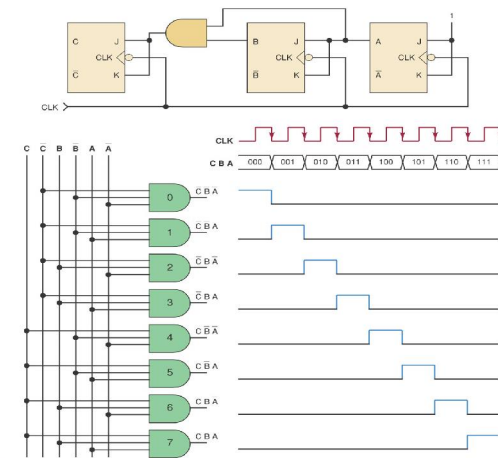 1
C J B J A J
CLK CLK CLK
C̅ K B̅ K A̅ K
CLK
CLK
C C̅ B B̅ A A̅
C B A 000 001 010 011 100 101 110 111
0 C̅ B A
1 C̅ B A
2 C̅ B A̅
3 C̅ B A
4 C B̅ A̅
5 C B̅ A
6 C B A
7 C B A